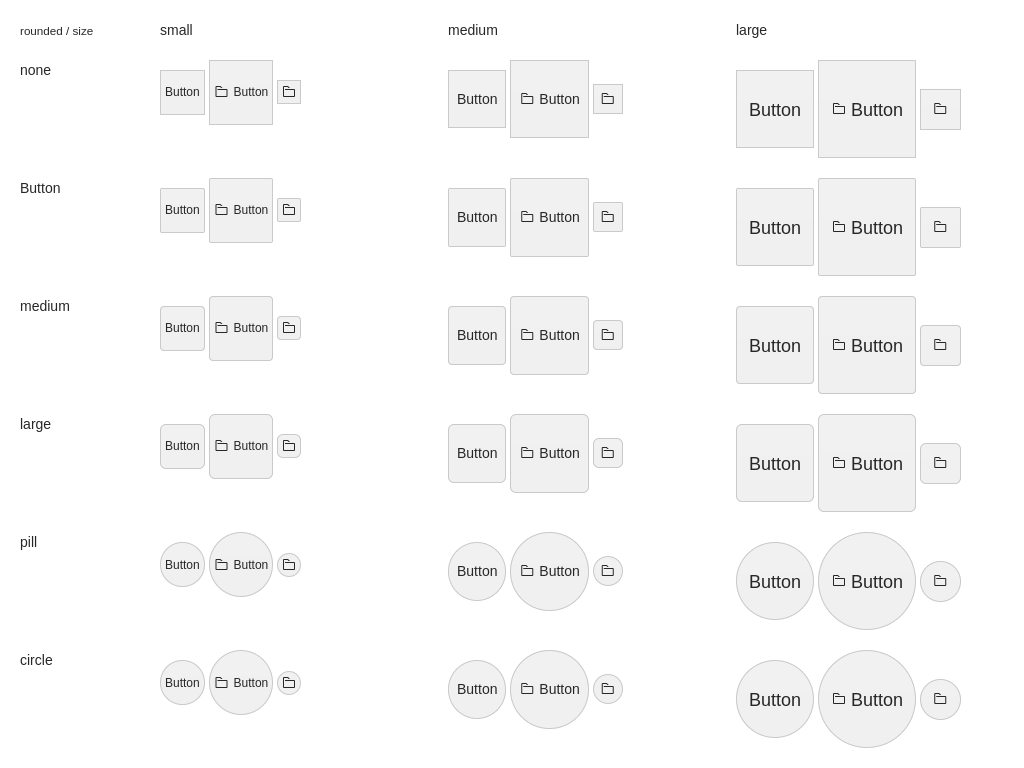 rounded / size small medium large
none Button Button Button Button Button Button
Button Button Button Button Button Button Button
medium Button Button Button Button Button Button
large Button Button Button Button Button Button
pill Button Button Button Button Button Button
circle Button Button Button Button Button Button